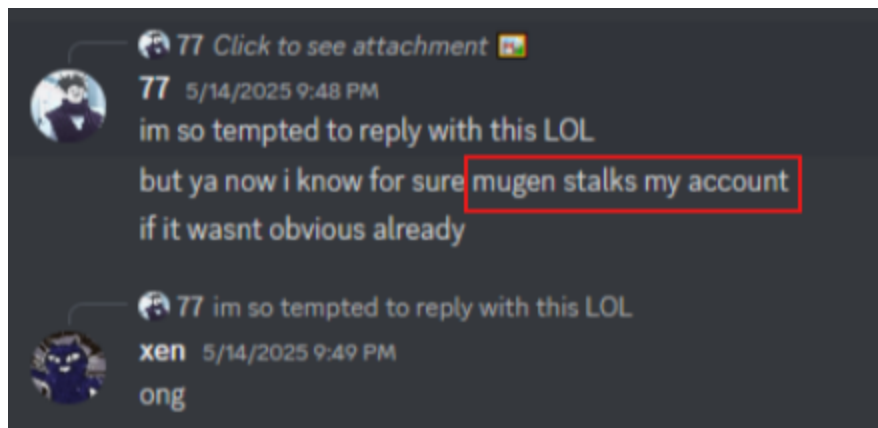 77 Click to see attachment
77 5/14/2025 9:48 PM
im so tempted to reply with this LOL
but ya now i know for sure mugen stalks my account
if it wasnt obvious already
77 im so tempted to reply with this LOL
xen 5/14/2025 9:49 PM
ong